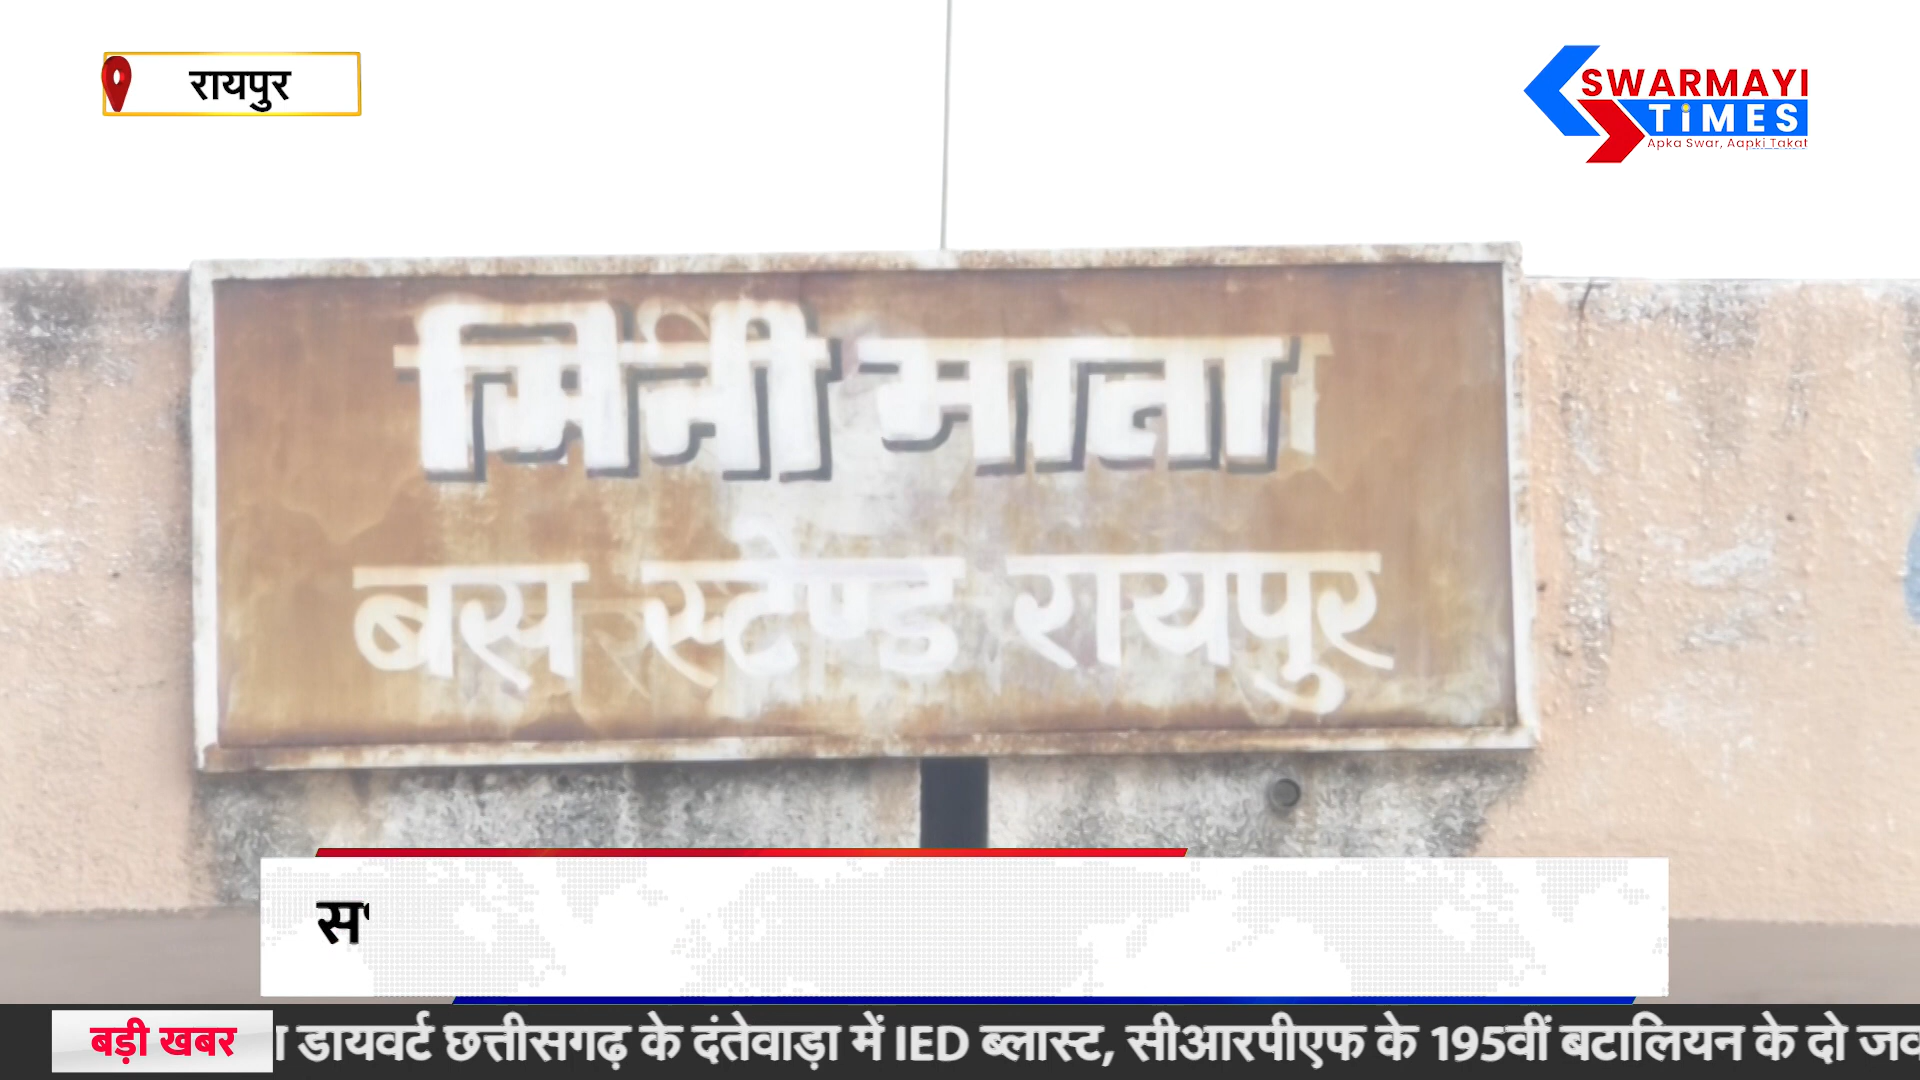 रायपुर
SWARMAYI
TiMES
Apka Swar, Aapki Takat
मिनी माता
बस स्टेण्ड रायपुर
बड़ी खबर
डायवर्ट छत्तीसगढ़ के दंतेवाड़ा में IED ब्लास्ट, सीआरपीएफ के 195वीं बटालियन के दो